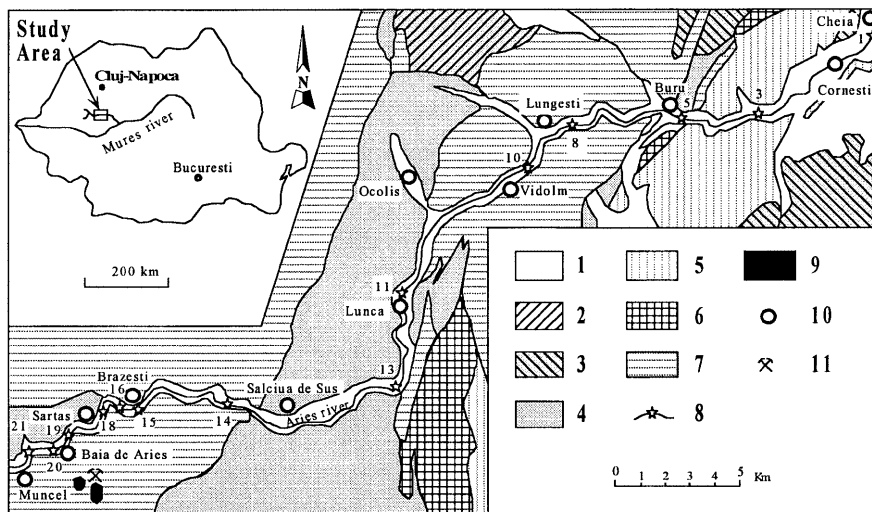 Study
Area
Cluj-Napoca
Mures river
Bucuresti
200 km
N
Cheia
1
Cornesti
3
Buru
5
Lungesti
8
10
Vidolm
Ocolis
11
Lunca
13
Salciua de Sus
Aries river
14
Brazesti
16
15
Sartas
18
19
21
20
Baia de Aries
Muncel
1
5
9
2
6
10
3
7
11
4
8
0 1 2 3 4 5 Km